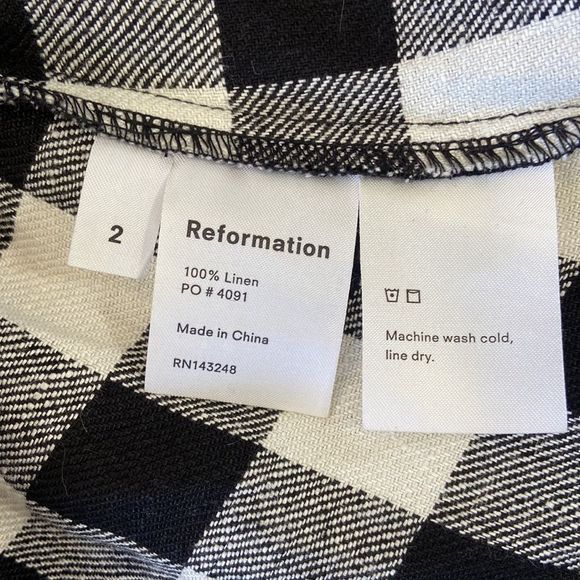 2
Reformation
100% Linen
PO # 4091
Made in China
RN143248
Machine wash cold,
line dry.